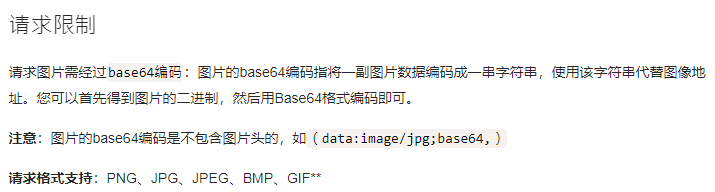 请求限制
请求图片需经过base64编码：图片的base64编码指将一副图片数据编码成一串字符串，使用该字符串代替图像地
址。您可以首先得到图片的二进制，然后用Base64格式编码即可。
注意：图片的base64编码是不包含图片头的，如（data:image/jpg;base64,）
请求格式支持：PNG、JPG、JPEG、BMP、GIF**